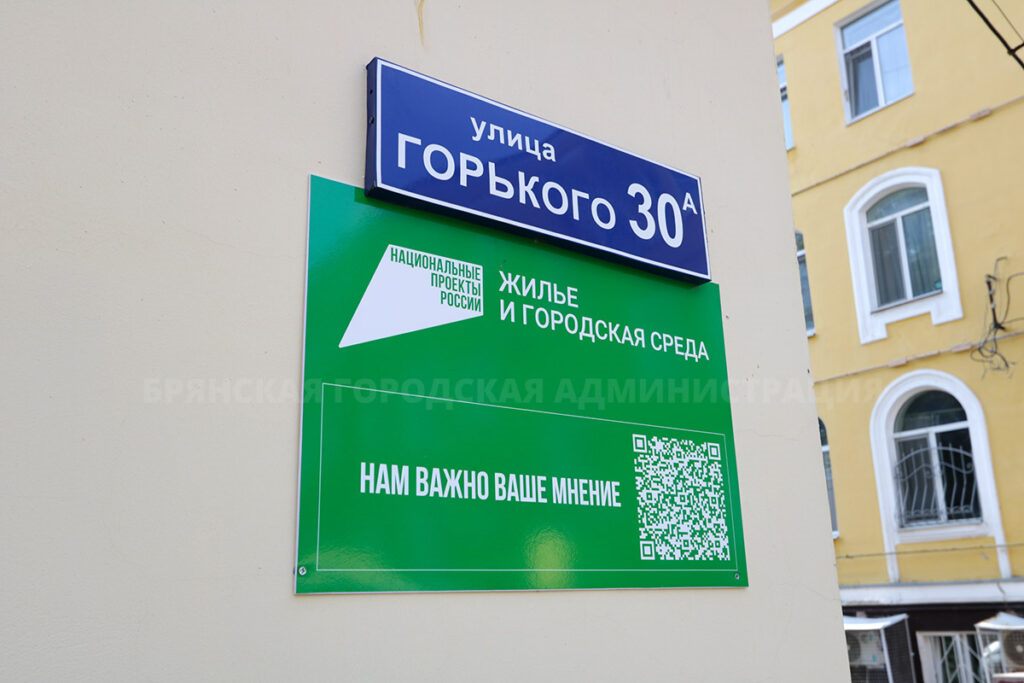 улица
ГОРЬКОГО 30А
НАЦИОНАЛЬНЫЕ
ПРОЕКТЫ
РОССИИ
ЖИЛЬЕ
И ГОРОДСКАЯ СРЕДА
БРЯНСКАЯ ГОРОДСКАЯ АДМИНИСТРАЦИЯ
НАМ ВАЖНО ВАШЕ МНЕНИЕ